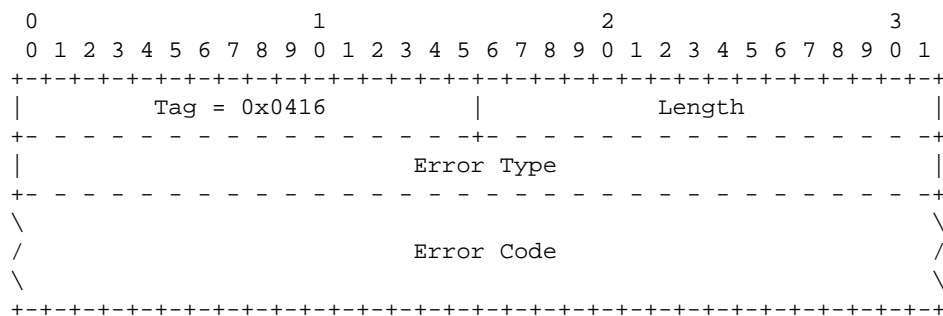 0                   1                   2                   3
 0 1 2 3 4 5 6 7 8 9 0 1 2 3 4 5 6 7 8 9 0 1 2 3 4 5 6 7 8 9 0 1
+-+-+-+-+-+-+-+-+-+-+-+-+-+-+-+-+-+-+-+-+-+-+-+-+-+-+-+-+-+-+-+-+
|         Tag = 0x0416          |            Length             |
+- - - - - - - - - - - - - - - -+- - - - - - - - - - - - - - - -+
|                           Error Type                          |
+- - - - - - - - - - - - - - - - - - - - - - - - - - - - - - - -+
\                                                               \
/                           Error Code                          /
\                                                               \
+-+-+-+-+-+-+-+-+-+-+-+-+-+-+-+-+-+-+-+-+-+-+-+-+-+-+-+-+-+-+-+-+